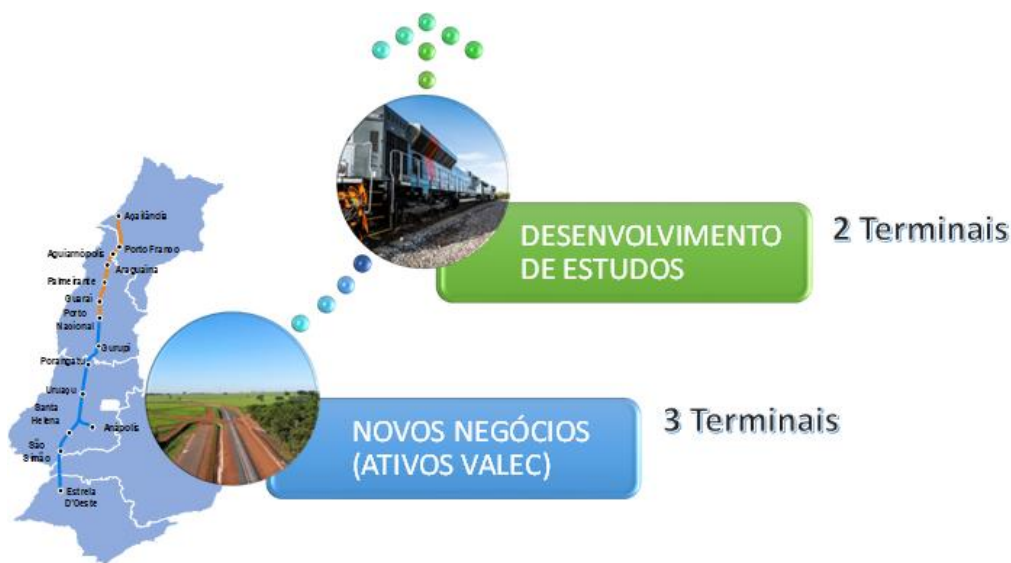 Açailância
Porto Franco
Aguiarnópolis
Araguaína
Palmeirante
Guaraí
Porto
Nacional
Gurupi
Porangatu
Uruaçu
Santa
Helena
Anápolis
São
Simão
Estrela
D'Oeste
DESENVOLVIMENTO
DE ESTUDOS
2 Terminais
NOVOS NEGÓCIOS
(ATIVOS VALEC)
3 Terminais